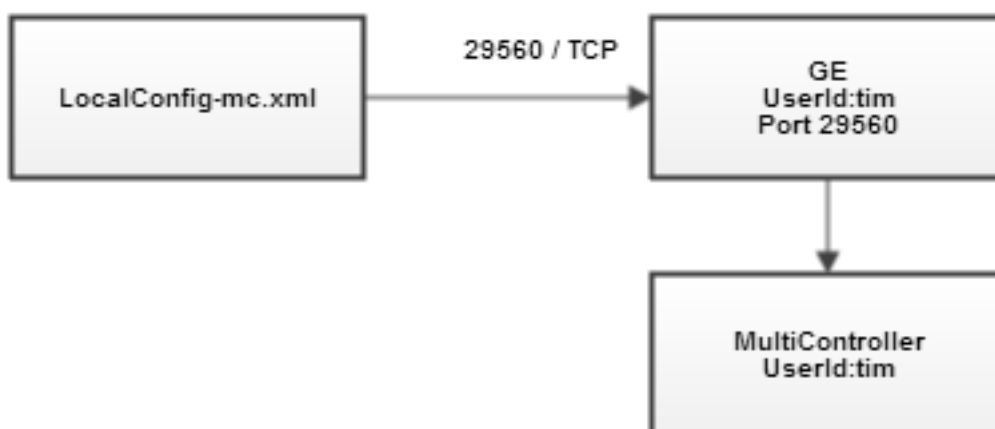 29560 / TCP
LocalConfig-mc.xml
GE
UserId:tim
Port 29560
MultiController
UserId:tim